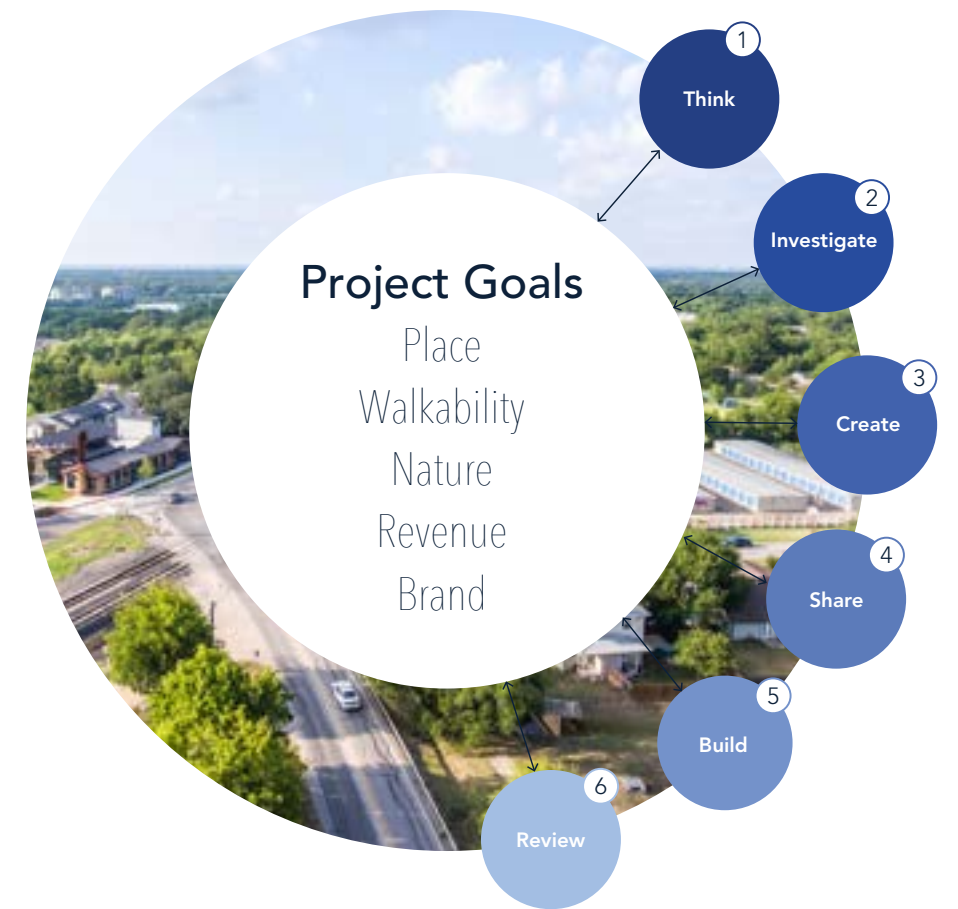 Project Goals
Place
Walkability
Nature
Revenue
Brand
1
Think
2
Investigate
3
Create
4
Share
5
Build
6
Review